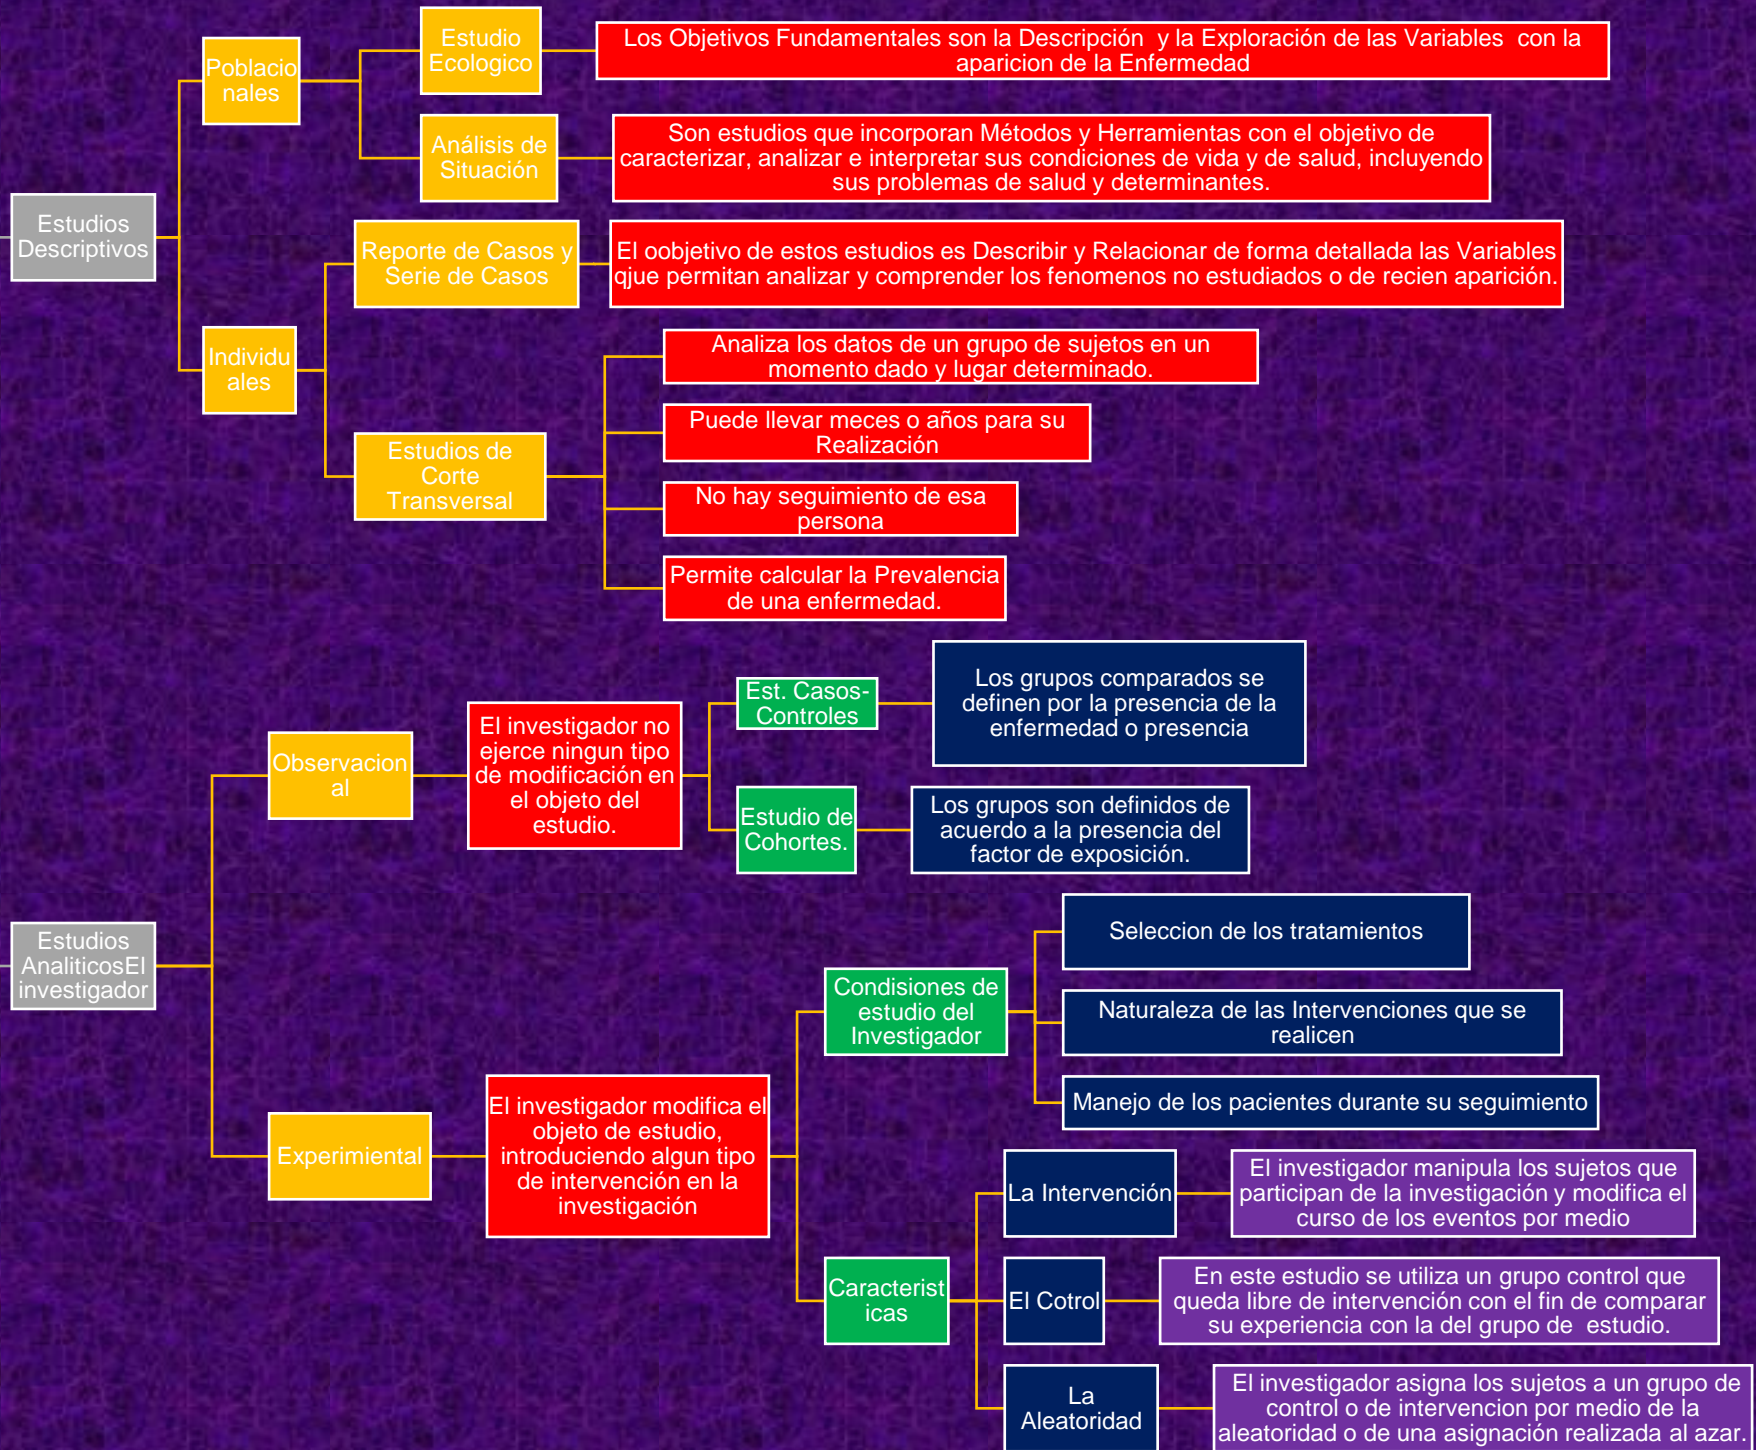 Estudios
Descriptivos
Poblacio
nales
Estudio
Ecologico
Los Objetivos Fundamentales son la Descripción  y la Exploración de las Variables  con la
aparicion de la Enfermedad
Análisis de
Situación
Son estudios que incorporan Métodos y Herramientas con el objetivo de
caracterizar, analizar e interpretar sus condiciones de vida y de salud, incluyendo
sus problemas de salud y determinantes.
Individu
ales
Reporte de Casos y
Serie de Casos
El oobjetivo de estos estudios es Describir y Relacionar de forma detallada las Variables
qjue permitan analizar y comprender los fenomenos no estudiados o de recien aparición.
Estudios de
Corte
Transversal
Analiza los datos de un grupo de sujetos en un
momento dado y lugar determinado.
Puede llevar meces o años para su
Realización
No hay seguimiento de esa
persona
Permite calcular la Prevalencia
de una enfermedad.
Estudios
AnaliticosEl
investigador
Observacion
al
El investigador no
ejerce ningun tipo
de modificación en
el objeto del
estudio.
Est. Casos-
Controles
Los grupos comparados se
definen por la presencia de la
enfermedad o presencia
Estudio de
Cohortes.
Los grupos son definidos de
acuerdo a la presencia del
factor de exposición.
Experimiental
El investigador modifica el
objeto de estudio,
introduciendo algun tipo
de intervención en la
investigación
Condisiones de
estudio del
Investigador
Seleccion de los tratamientos
Naturaleza de las Intervenciones que se
realicen
Manejo de los pacientes durante su seguimiento
Caracterist
icas
La Intervención
El investigador manipula los sujetos que
participan de la investigación y modifica el
curso de los eventos por medio
El Cotrol
En este estudio se utiliza un grupo control que
queda libre de intervención con el fin de comparar
su experiencia con la del grupo de  estudio.
La
Aleatoridad
El investigador asigna los sujetos a un grupo de
control o de intervencion por medio de la
aleatoridad o de una asignación realizada al azar.